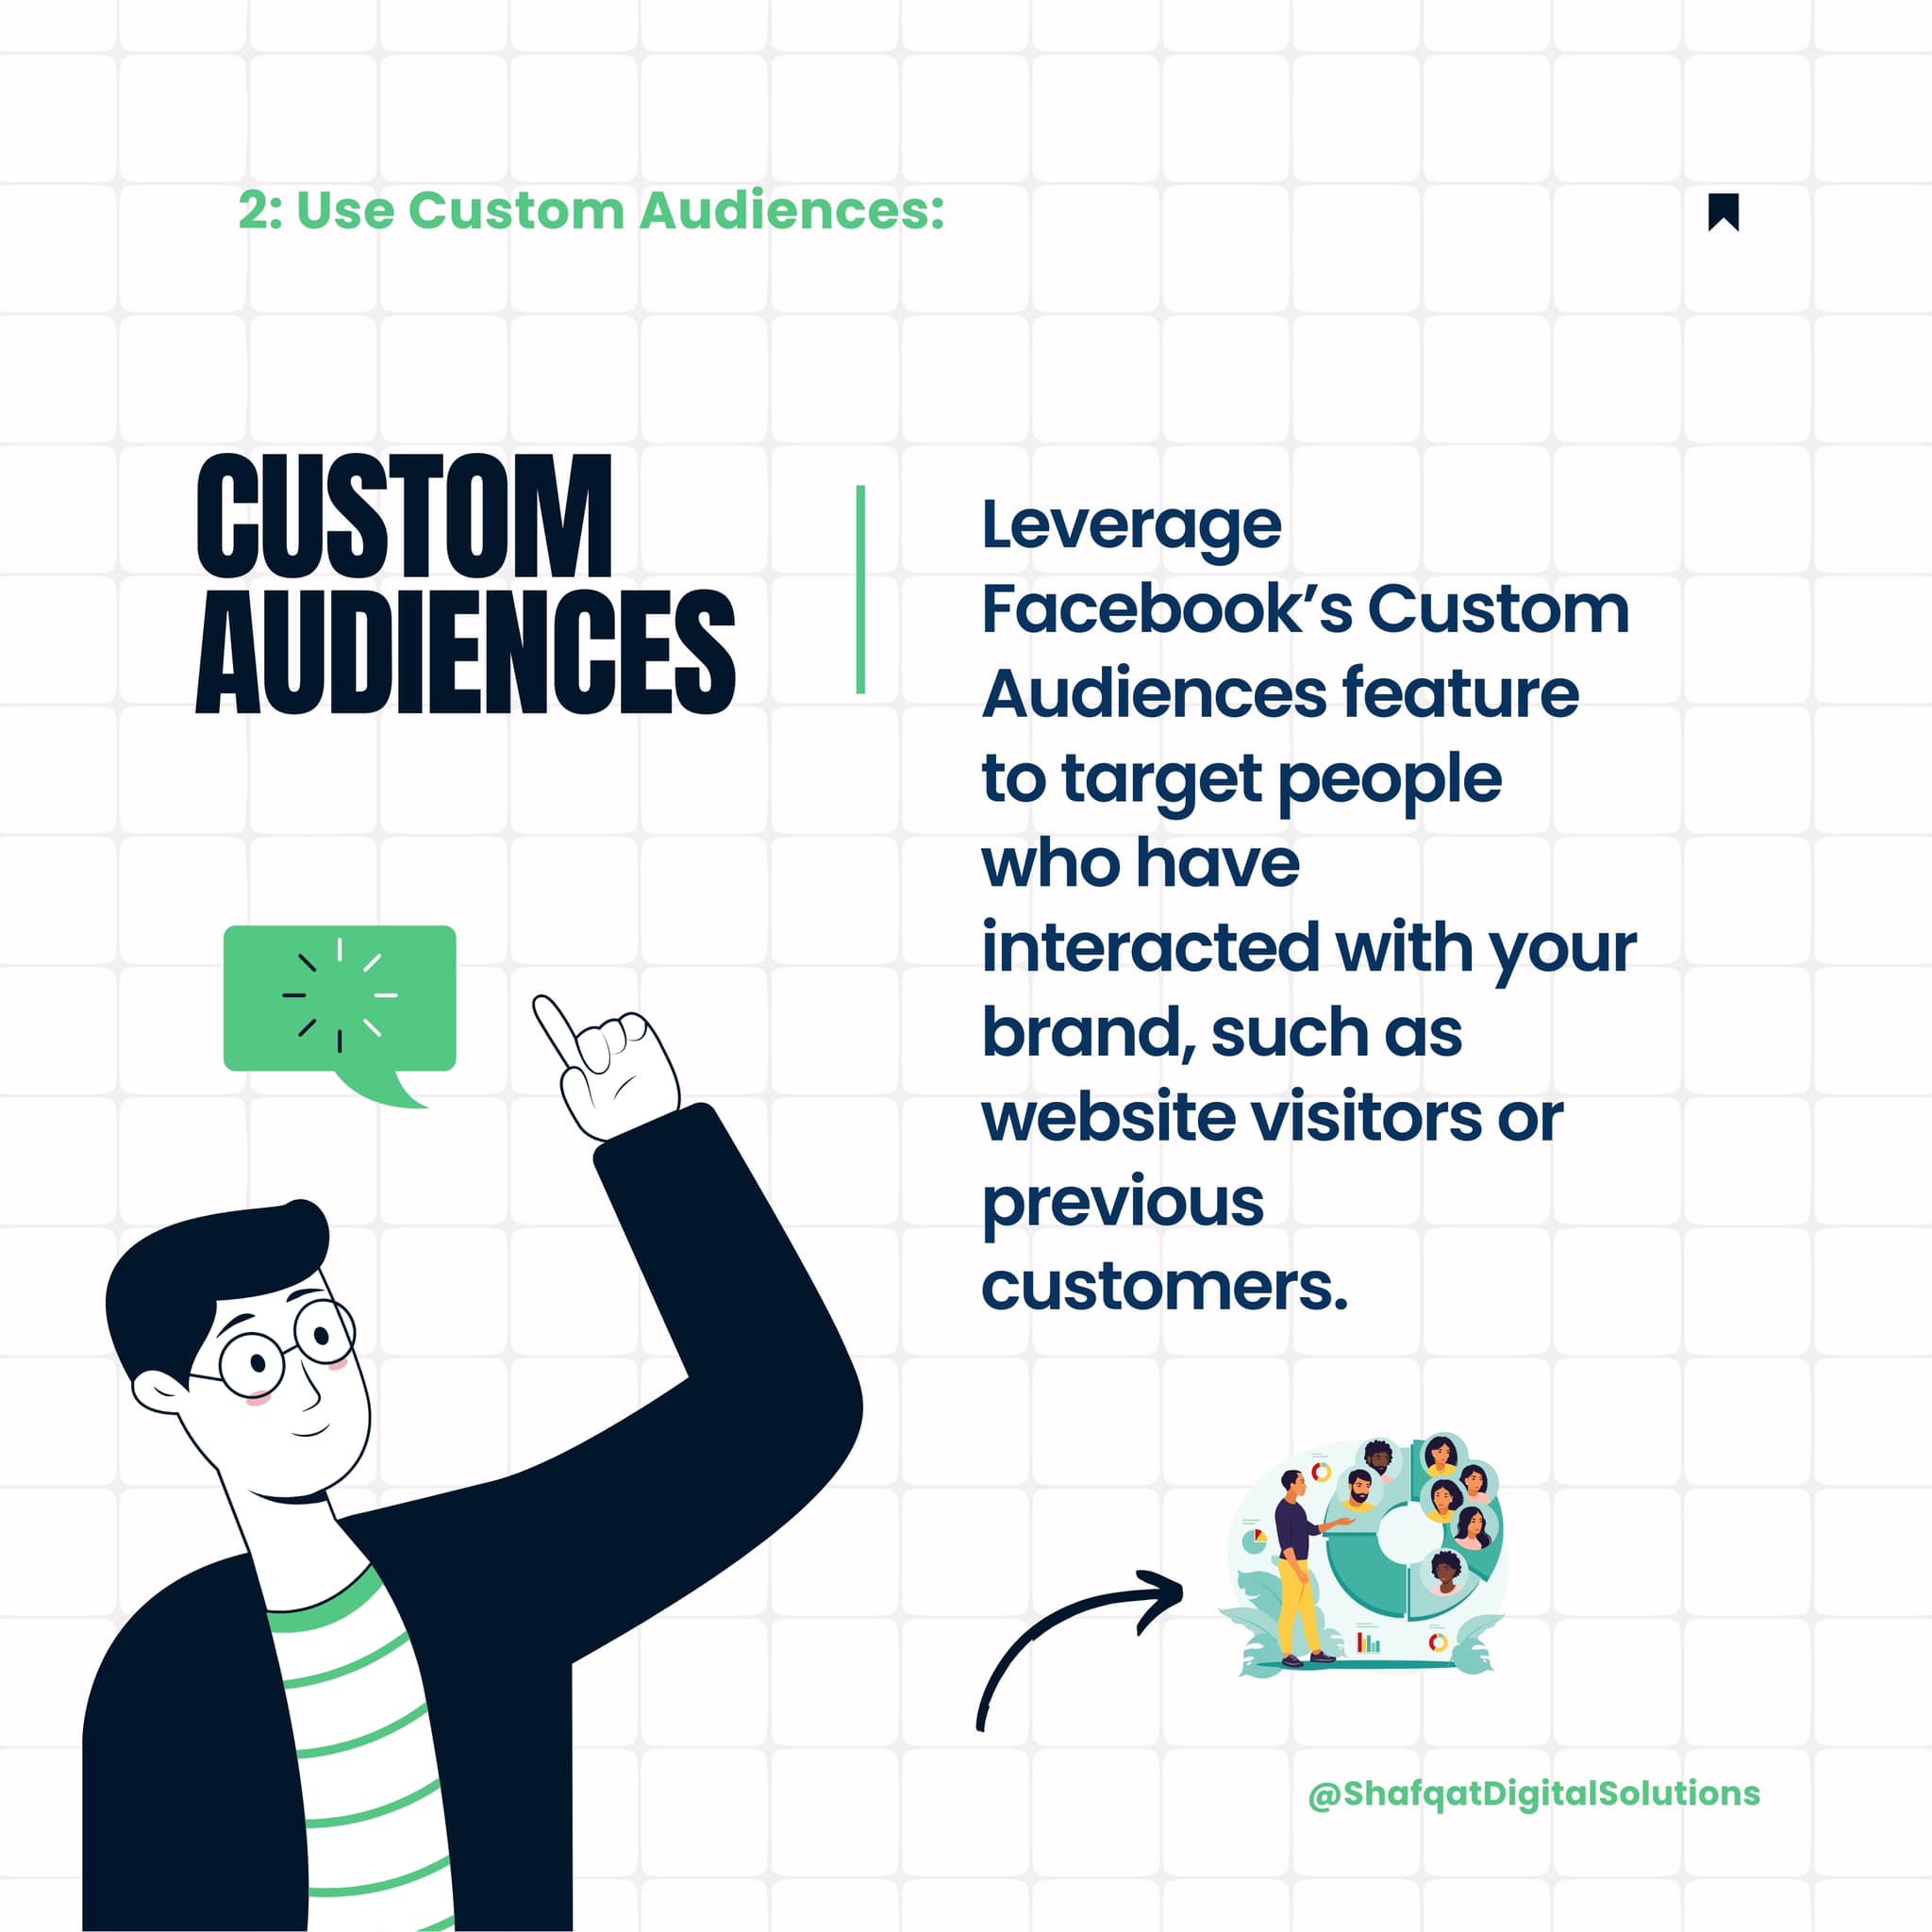 2: Use Custom Audiences:
CUSTOM
AUDIENCES
Leverage
Facebook’s Custom
Audiences feature
to target people
who have
interacted with your
brand, such as
website visitors or
previous
customers.
@ShafqatDigitalSolutions